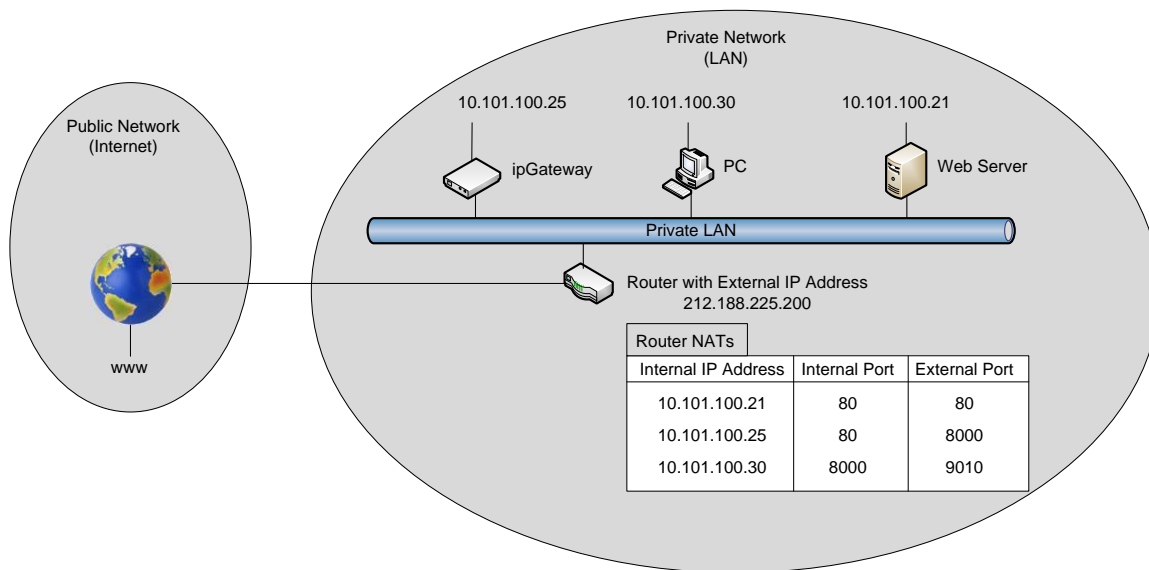 Private Network
(LAN)
10.101.100.25
10.101.100.30
10.101.100.21
Public Network
(Internet)
ipGateway
PC
Web Server
Private LAN
Router with External IP Address
212.188.225.200
www
Router NATs
Internal IP Address Internal Port External Port
10.101.100.21 80 80
10.101.100.25 80 8000
10.101.100.30 8000 9010